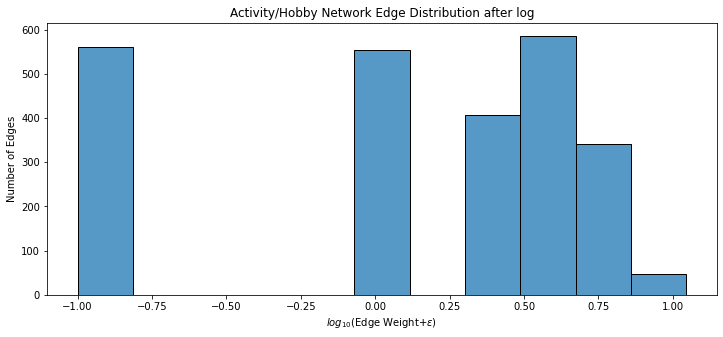 Activity/Hobby Network Edge Distribution after log
600
500
400
300
200
100
0
Number of Edges
−1.00 −0.75 −0.50 −0.25 0.00 0.25 0.50 0.75 1.00
log₁₀(Edge Weight+ε)